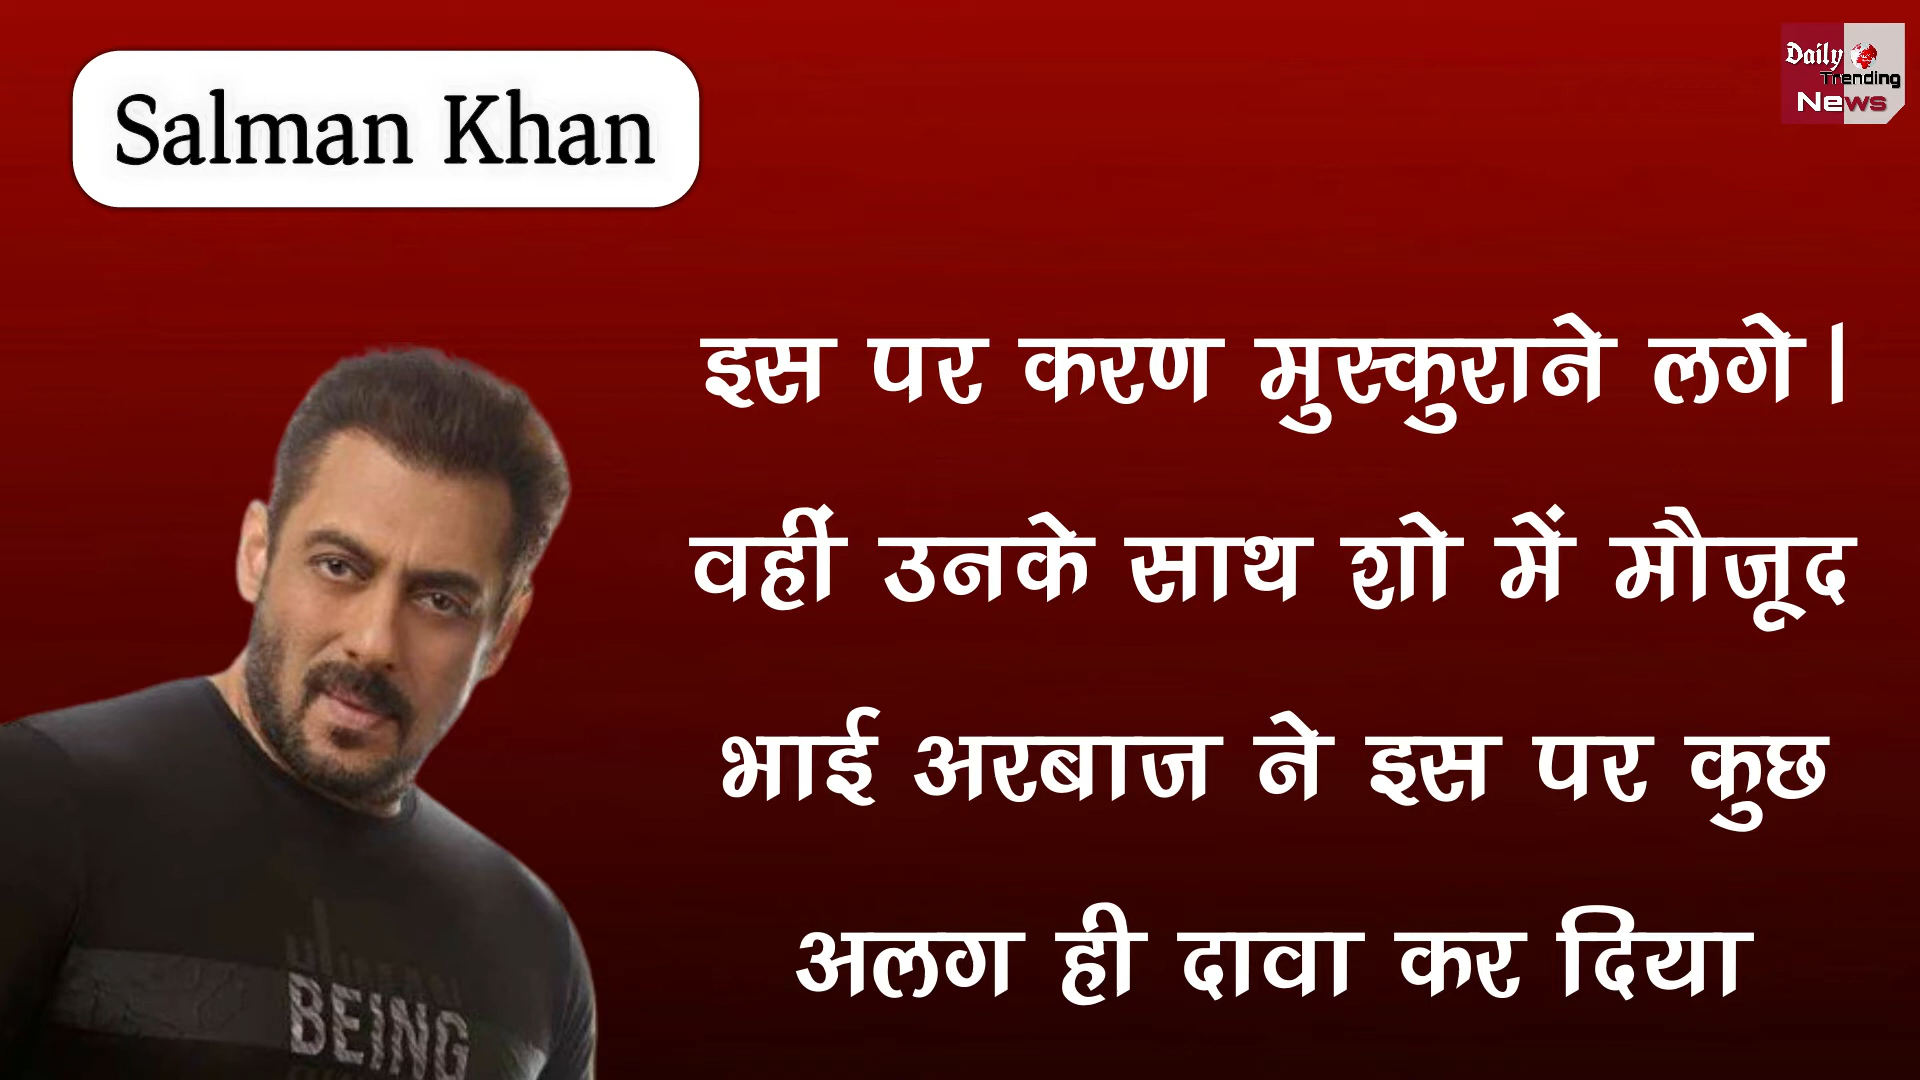 Salman Khan
Daily
Trending
News
इस पर करण मुस्कुराने लगे।
वहीं उनके साथ शो में मौजूद
भाई अरबाज ने इस पर कुछ
अलग ही दावा कर दिया
BEING